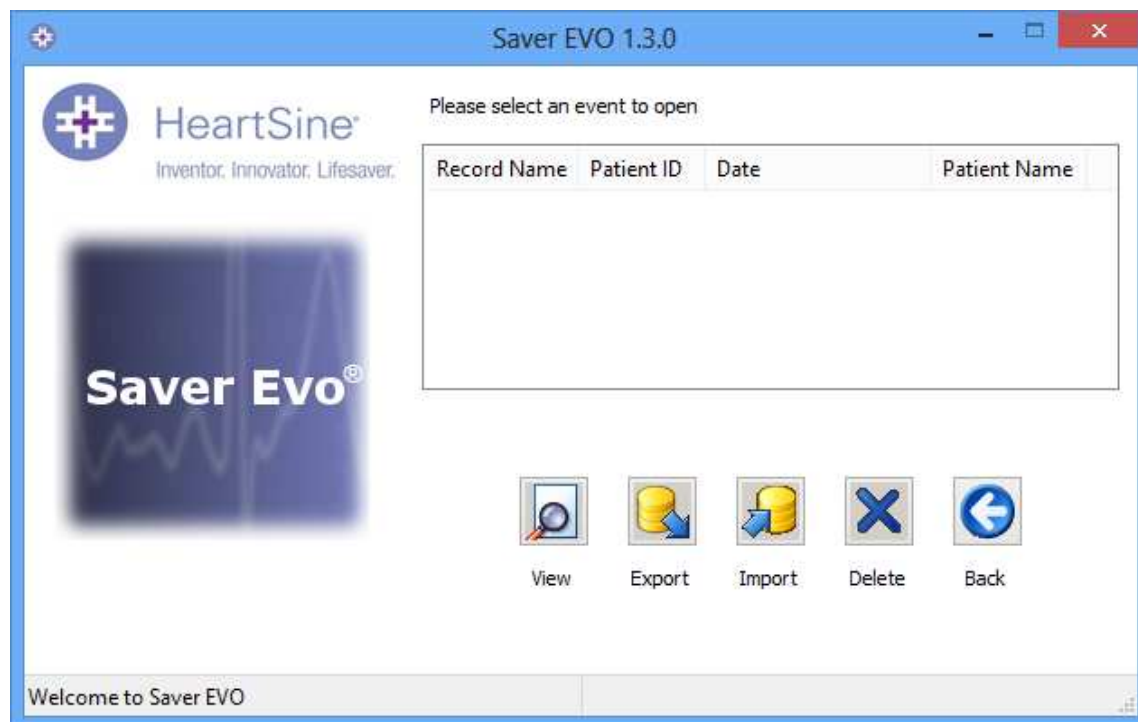 Saver EVO 1.3.0
HeartSine®
Inventor. Innovator. Lifesaver.
Please select an event to open
Record Name Patient ID Date Patient Name
Saver Evo®
View Export Import Delete Back
Welcome to Saver EVO